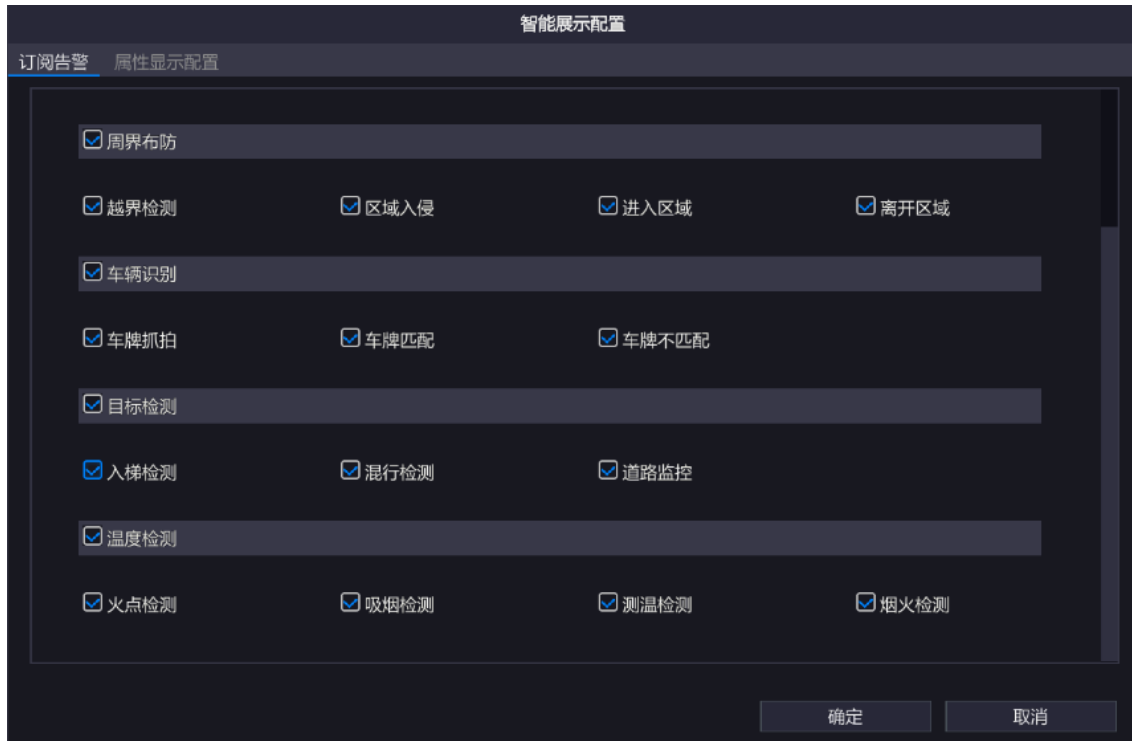 智能展示配置
订阅告警 属性显示配置
周界布防
越界检测 区域入侵 进入区域 离开区域
车辆识别
车牌抓拍 车牌匹配 车牌不匹配
目标检测
入梯检测 混行检测 道路监控
温度检测
火点检测 吸烟检测 测温检测 烟火检测
确定 取消